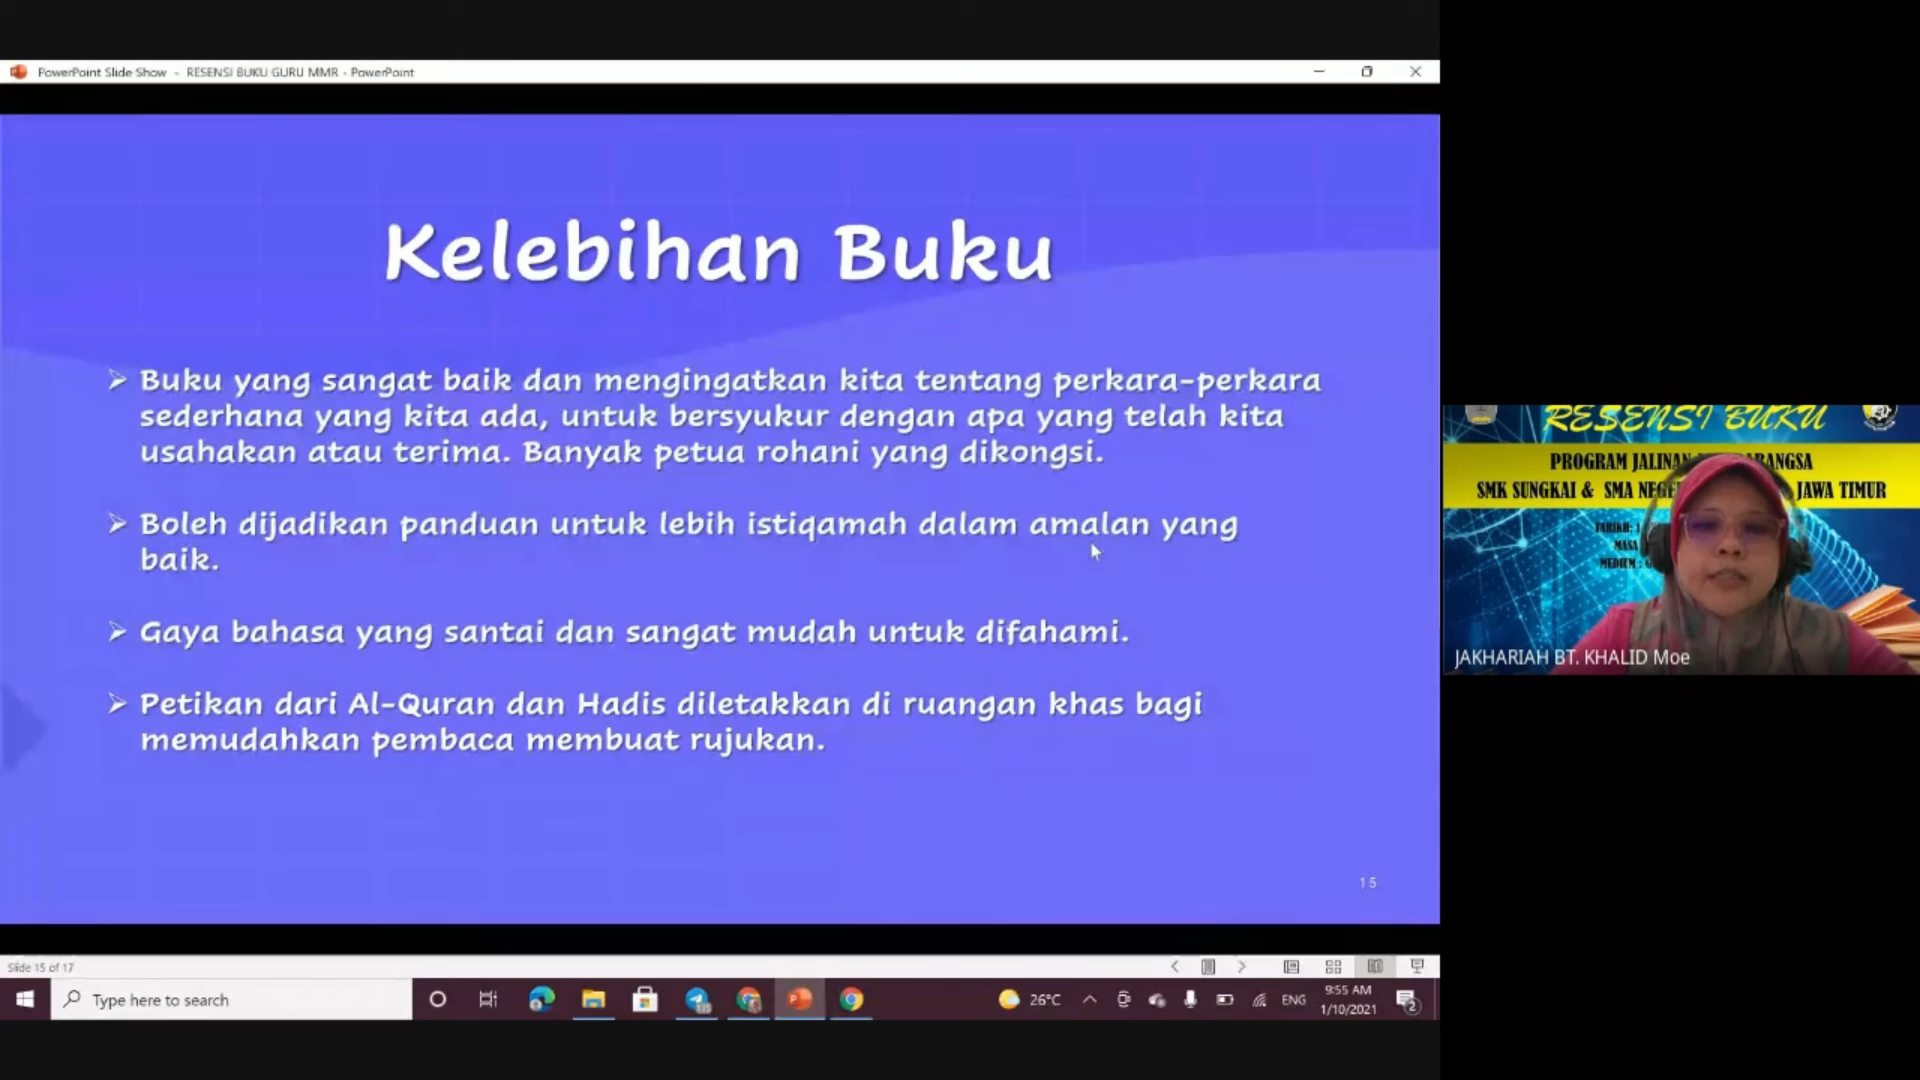 PowerPoint Slide Show - RESENSI BUKU GURU MMR - PowerPoint
Kelebihan Buku
➢ Buku yang sangat baik dan mengingatkan kita tentang perkara-perkara
sederhana yang kita ada, untuk bersyukur dengan apa yang telah kita
usahakan atau terima. Banyak petua rohani yang dikongsi.
➢ Boleh dijadikan panduan untuk lebih istiqamah dalam amalan yang
baik.
➢ Gaya bahasa yang santai dan sangat mudah untuk difahami.
➢ Petikan dari Al-Quran dan Hadis diletakkan di ruangan khas bagi
memudahkan pembaca membuat rujukan.
15
RESENSI BUKU
PROGRAM JALINAN
SMK SUNGKAI & SMA JAWA TIMUR
TARIKH: 1
MASA
MEDIUM :
JAKHARIAH BT. KHALID Moe
Slide 15 of 17
Type here to search
26°C
ENG
9:55 AM
1/10/2021
2